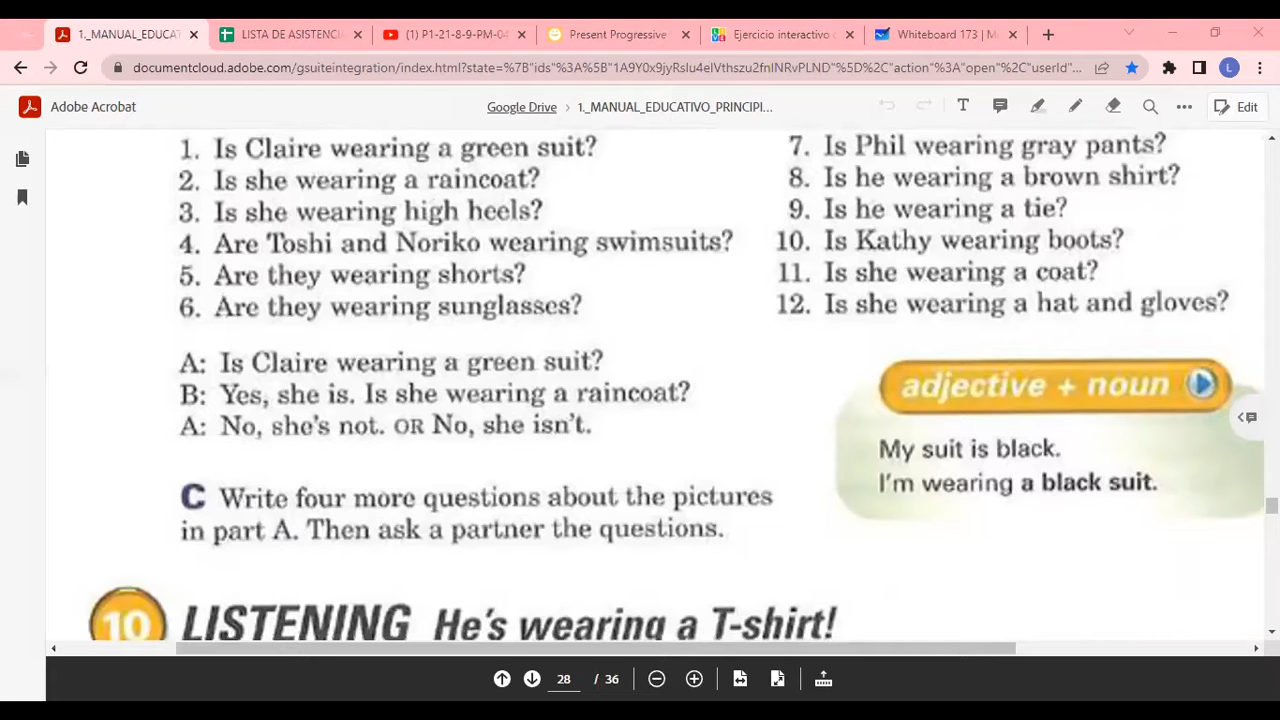 1._MANUAL_EDUCAT
LISTA DE ASISTENCI
(1) P1-21-8-9-PM-04
Present Progressive
Ejercicio interactivo
Whiteboard 173 | M
documentcloud.adobe.com/gsuiteintegration/index.html?state=%7B"ids"%3A%5B"1A9Y0x9jyRslu4eIVthszu2fnINRvPLND"%5D%2C"action"%3A"open"%2C"userId"...
L
Adobe Acrobat
Google Drive
1._MANUAL_EDUCATIVO_PRINCIPI...
Edit
1. Is Claire wearing a green suit?
2. Is she wearing a raincoat?
3. Is she wearing high heels?
4. Are Toshi and Noriko wearing swimsuits?
5. Are they wearing shorts?
6. Are they wearing sunglasses?
7. Is Phil wearing gray pants?
8. Is he wearing a brown shirt?
9. Is he wearing a tie?
10. Is Kathy wearing boots?
11. Is she wearing a coat?
12. Is she wearing a hat and gloves?
A: Is Claire wearing a green suit?
B: Yes, she is. Is she wearing a raincoat?
A: No, she's not. OR No, she isn't.
adjective + noun
My suit is black.
I'm wearing a black suit.
C Write four more questions about the pictures
in part A. Then ask a partner the questions.
10 LISTENING He's wearing a T-shirt!
28 / 36